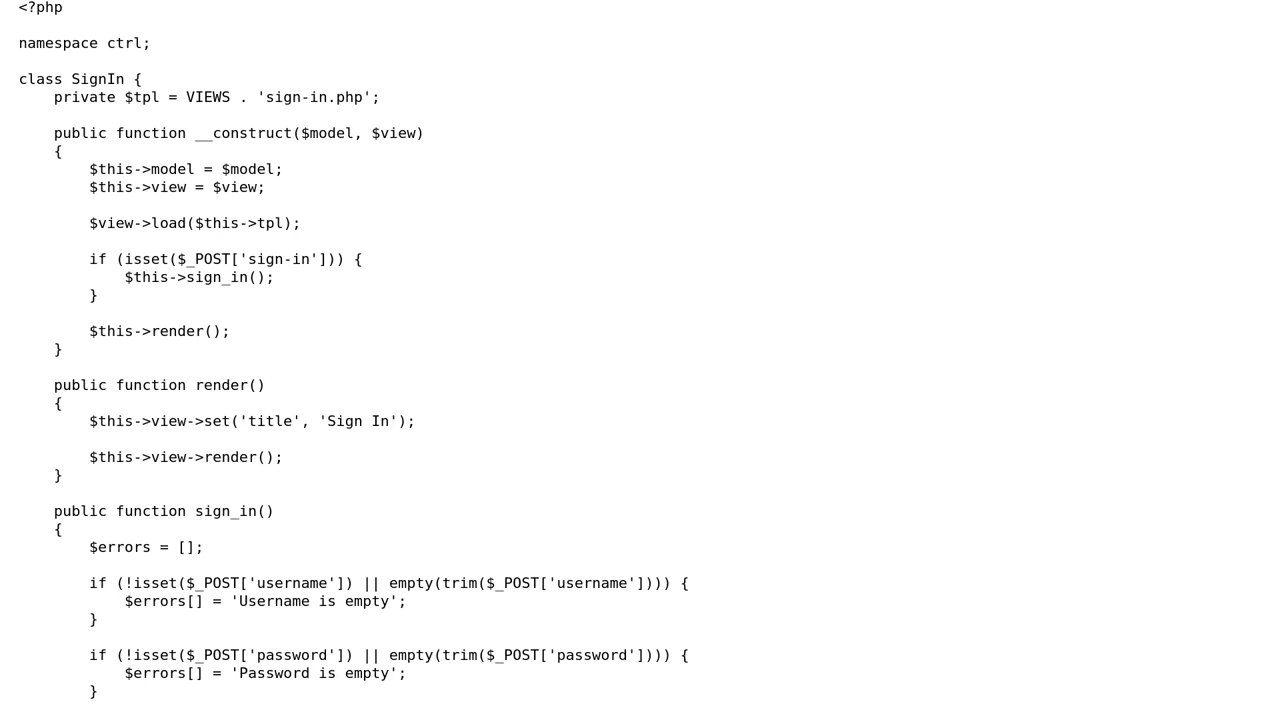 <?php

namespace ctrl;

class SignIn {
    private $tpl = VIEWS . 'sign-in.php';

    public function __construct($model, $view)
    {
        $this->model = $model;
        $this->view = $view;

        $view->load($this->tpl);

        if (isset($_POST['sign-in'])) {
            $this->sign_in();
        }

        $this->render();
    }

    public function render()
    {
        $this->view->set('title', 'Sign In');

        $this->view->render();
    }

    public function sign_in()
    {
        $errors = [];

        if (!isset($_POST['username']) || empty(trim($_POST['username']))) {
            $errors[] = 'Username is empty';
        }

        if (!isset($_POST['password']) || empty(trim($_POST['password']))) {
            $errors[] = 'Password is empty';
        }